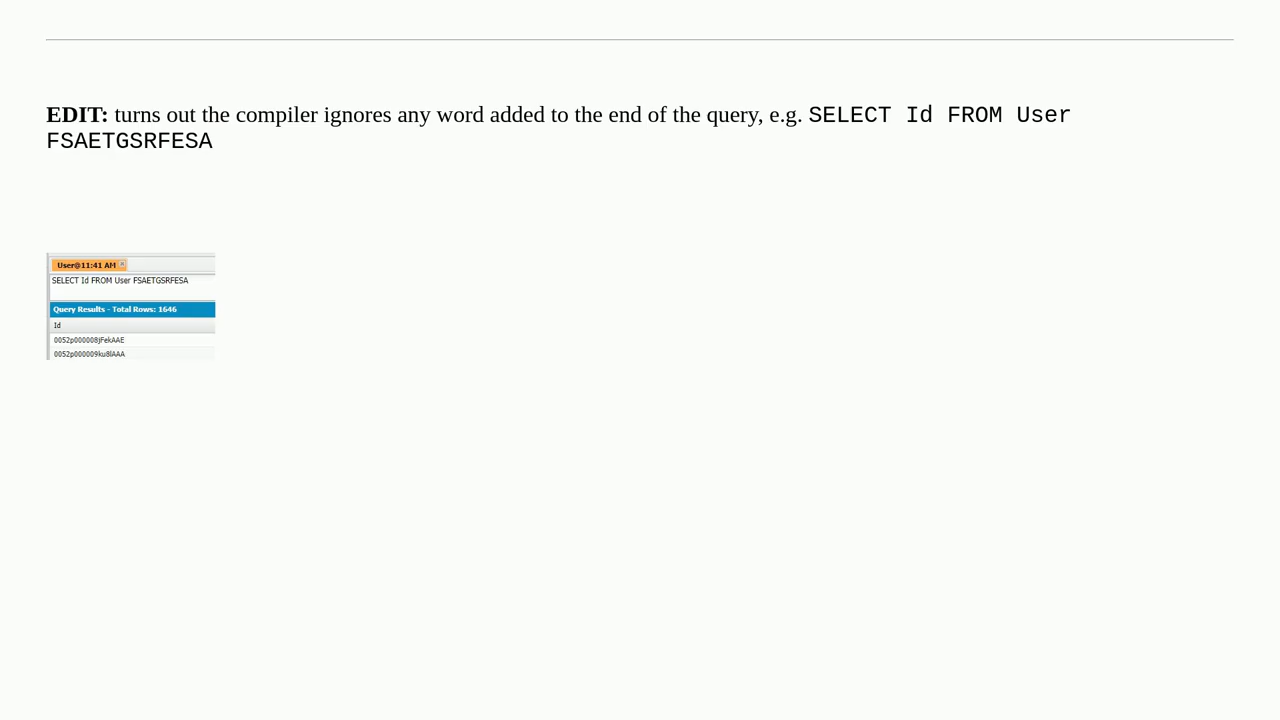 EDIT: turns out the compiler ignores any word added to the end of the query, e.g. SELECT Id FROM User
FSAETGSRFESA
User@11:41 AM
SELECT Id FROM User FSAETGSRFESA
Query Results - Total Rows: 1646
Id
0052p000008jFekAAE
0052p000009ku8lAAA